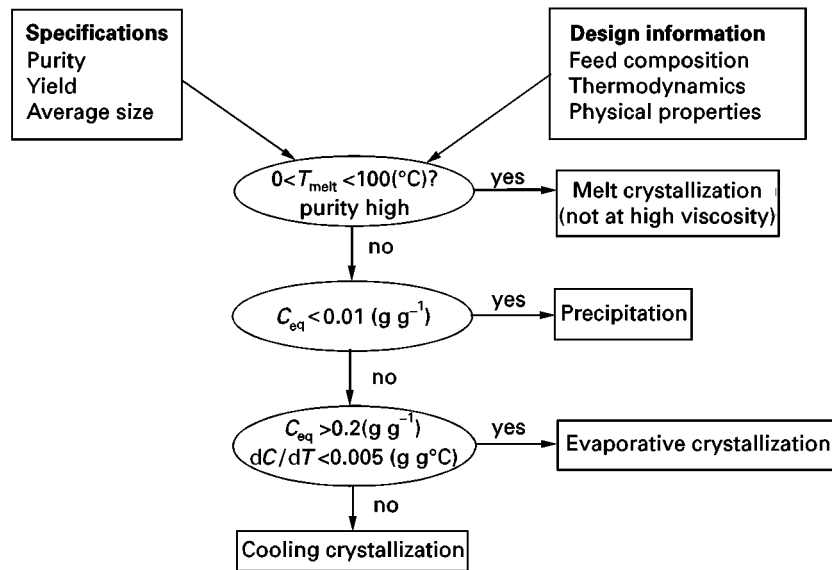 Specifications
Purity
Yield
Average size
Design information
Feed composition
Thermodynamics
Physical properties
0<T_melt<100(°C)?
purity high
yes
Melt crystallization
(not at high viscosity)
no
C_eq<0.01 (g g⁻¹)
yes
Precipitation
no
C_eq>0.2(g g⁻¹)
dC/dT<0.005 (g g°C)
yes
Evaporative crystallization
no
Cooling crystallization